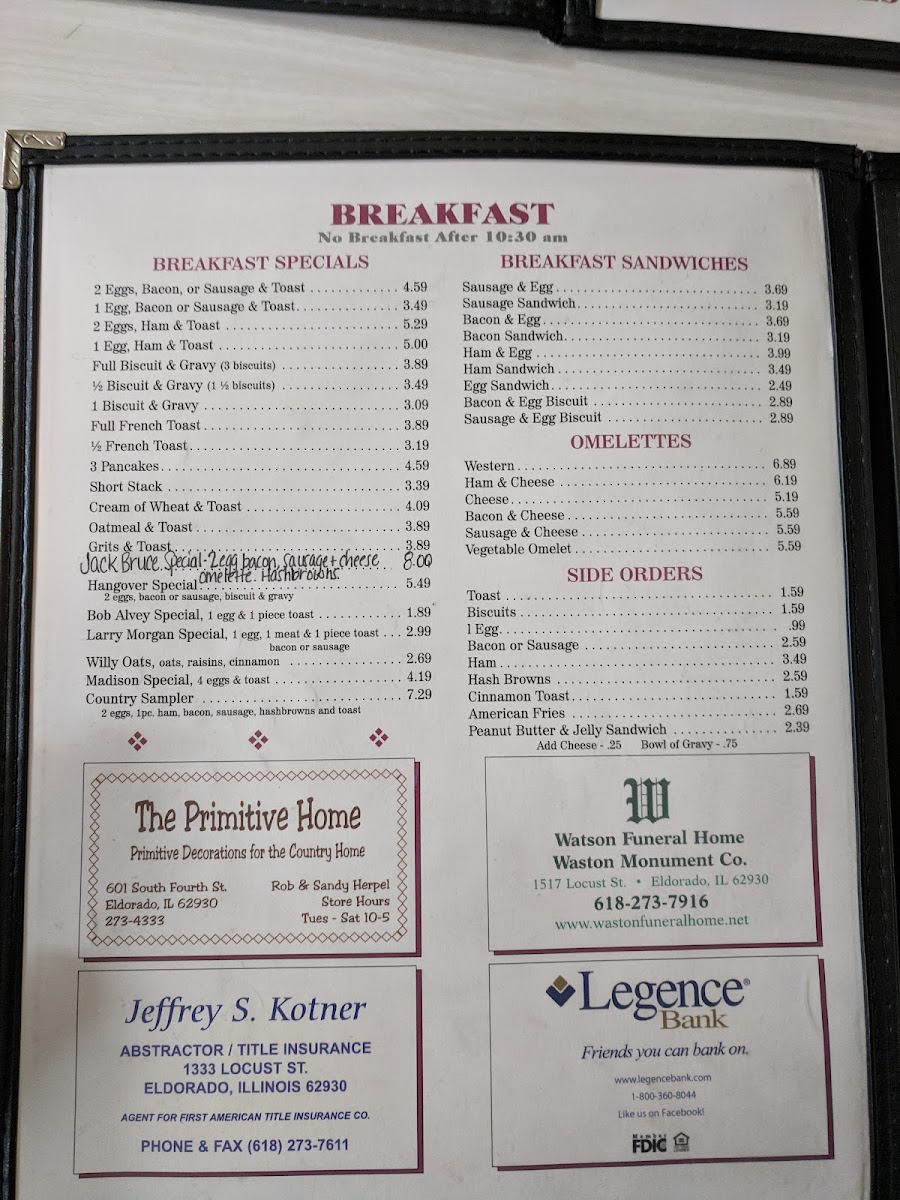 BREAKFAST
No Breakfast After 10:30 am
BREAKFAST SPECIALS
2 Eggs, Bacon, or Sausage & Toast ............ 4.59
1 Egg, Bacon or Sausage & Toast ............ 3.49
2 Eggs, Ham & Toast ............ 5.29
1 Egg, Ham & Toast ............ 5.00
Full Biscuit & Gravy (3 biscuits) ............ 3.89
½ Biscuit & Gravy (1 ½ biscuits) ............ 3.49
1 Biscuit & Gravy ............ 3.09
Full French Toast ............ 3.89
½ French Toast ............ 3.19
3 Pancakes ............ 4.59
Short Stack ............ 3.39
Cream of Wheat & Toast ............ 4.09
Oatmeal & Toast ............ 3.89
Grits & Toast ............ 3.89
Jack Bruce Special - 2 egg bacon, sausage + cheese 8.00
omelette. Hashbrowns.
Hangover Special ............ 5.49
2 eggs, bacon or sausage, biscuit & gravy
Bob Alvey Special, 1 egg & 1 piece toast ............ 1.89
Larry Morgan Special, 1 egg, 1 meat & 1 piece toast ... 2.99
bacon or sausage
Willy Oats, oats, raisins, cinnamon ............ 2.69
Madison Special, 4 eggs & toast ............ 4.19
Country Sampler ............ 7.29
2 eggs, 1pc. ham, bacon, sausage, hashbrowns and toast
BREAKFAST SANDWICHES
Sausage & Egg ............ 3.69
Sausage Sandwich ............ 3.19
Bacon & Egg ............ 3.69
Bacon Sandwich ............ 3.19
Ham & Egg ............ 3.99
Ham Sandwich ............ 3.49
Egg Sandwich ............ 2.49
Bacon & Egg Biscuit ............ 2.89
Sausage & Egg Biscuit ............ 2.89
OMELETTES
Western ............ 6.89
Ham & Cheese ............ 6.19
Cheese ............ 5.19
Bacon & Cheese ............ 5.59
Sausage & Cheese ............ 5.59
Vegetable Omelet ............ 5.59
SIDE ORDERS
Toast ............ 1.59
Biscuits ............ 1.59
1 Egg ............ .99
Bacon or Sausage ............ 2.59
Ham ............ 3.49
Hash Browns ............ 2.59
Cinnamon Toast ............ 1.59
American Fries ............ 2.69
Peanut Butter & Jelly Sandwich ............ 2.39
Add Cheese - .25 Bowl of Gravy - .75
The Primitive Home
Primitive Decorations for the Country Home
601 South Fourth St.
Eldorado, IL 62930
273-4333
Rob & Sandy Herpel
Store Hours
Tues - Sat 10-5
W
Watson Funeral Home
Waston Monument Co.
1517 Locust St. • Eldorado, IL 62930
618-273-7916
www.wastonfuneralhome.net
Jeffrey S. Kotner
ABSTRACTOR / TITLE INSURANCE
1333 LOCUST ST.
ELDORADO, ILLINOIS 62930
AGENT FOR FIRST AMERICAN TITLE INSURANCE CO.
PHONE & FAX (618) 273-7611
Legence®
Bank
Friends you can bank on.
www.legencebank.com
1-800-360-8044
Like us on Facebook!
Member
FDIC